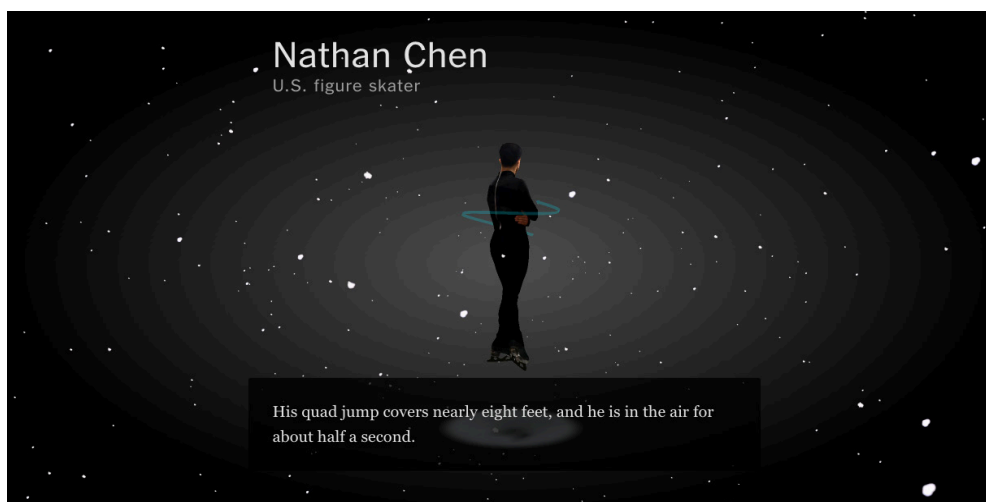 Nathan Chen
U.S. figure skater
His quad jump covers nearly eight feet, and he is in the air for
about half a second.